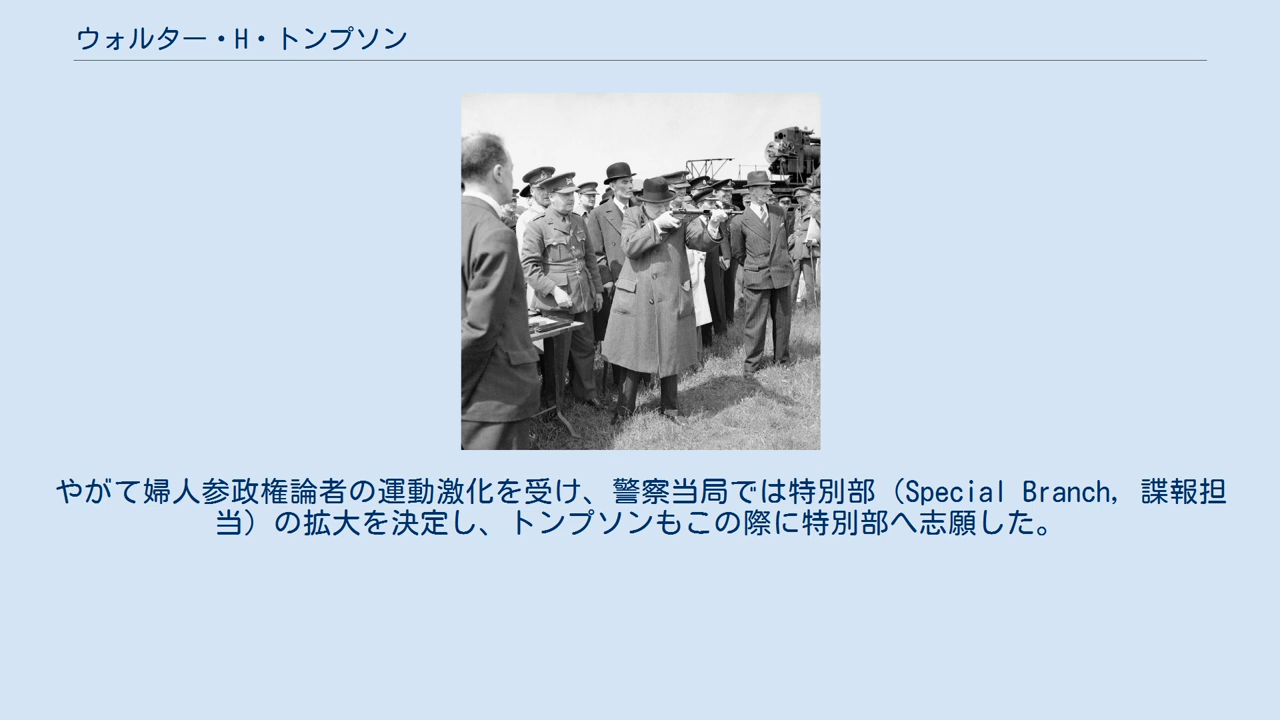 ウォルター・H・トンプソン
やがて婦人参政権論者の運動激化を受け、警察当局では特別部（Special Branch, 諜報担
当）の拡大を決定し、トンプソンもこの際に特別部へ志願した。